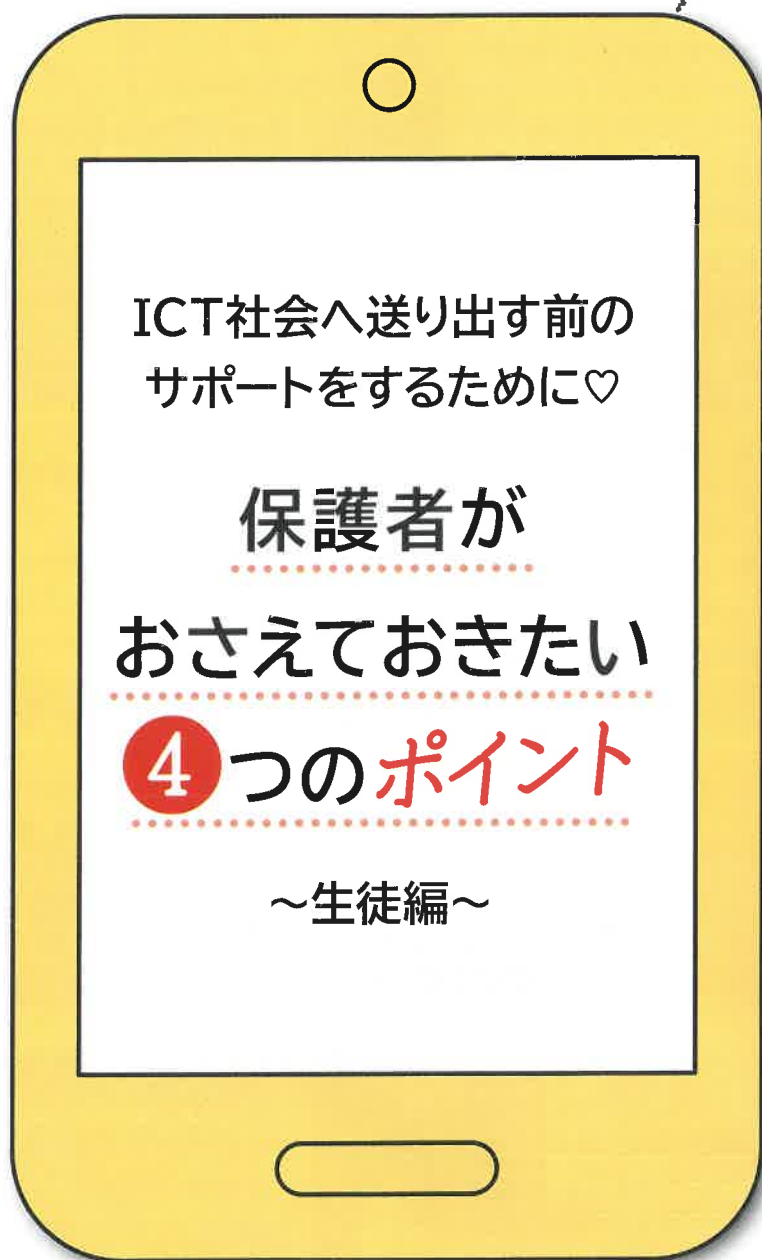 ICT社会へ送り出す前の
サポートをするために♡
保護者が
おさえておきたい
4つのポイント
～生徒編～